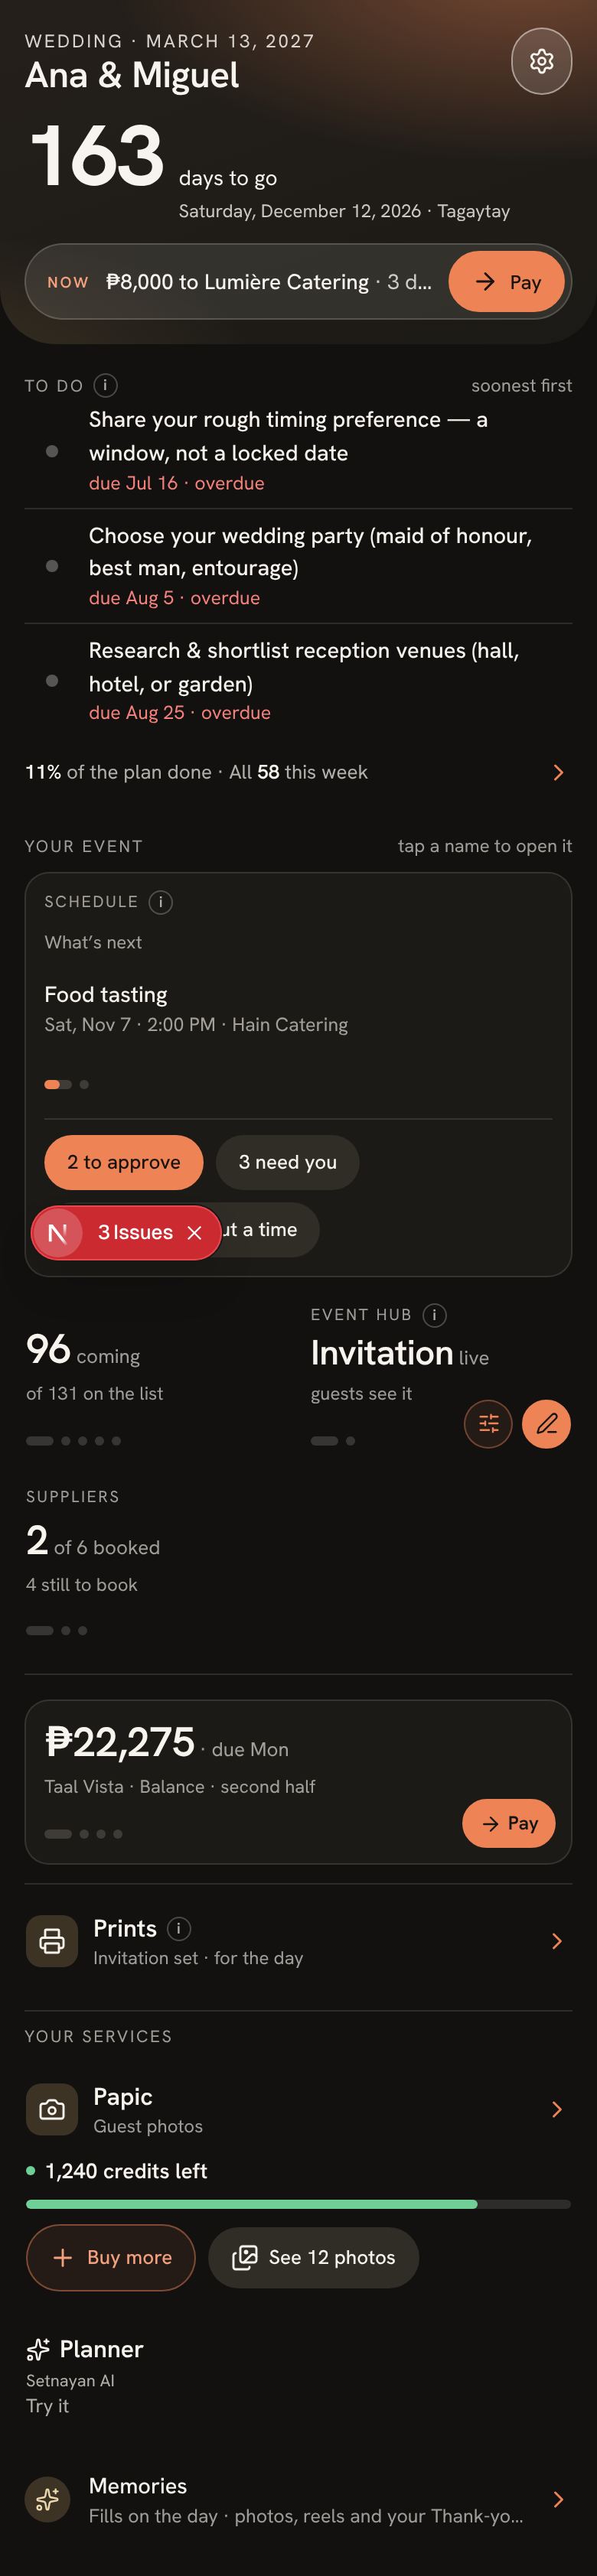 WEDDING · MARCH 13, 2027
Ana & Miguel
163 days to go
Saturday, December 12, 2026 · Tagaytay
NOW ₱8,000 to Lumière Catering · 3 d... Pay
TO DO i soonest first
Share your rough timing preference — a
window, not a locked date
due Jul 16 · overdue
Choose your wedding party (maid of honour,
best man, entourage)
due Aug 5 · overdue
Research & shortlist reception venues (hall,
hotel, or garden)
due Aug 25 · overdue
11% of the plan done · All 58 this week
YOUR EVENT tap a name to open it
SCHEDULE i
What's next
Food tasting
Sat, Nov 7 · 2:00 PM · Hain Catering
2 to approve 3 need you
N 3 Issues ut a time
EVENT HUB i
96 coming
Invitation live
of 131 on the list
guests see it
SUPPLIERS
2 of 6 booked
4 still to book
₱22,275 · due Mon
Taal Vista · Balance · second half
Pay
Prints i
Invitation set · for the day
YOUR SERVICES
Papic
Guest photos
1,240 credits left
Buy more See 12 photos
Planner
Setnayan AI
Try it
Memories
Fills on the day · photos, reels and your Thank-yo...